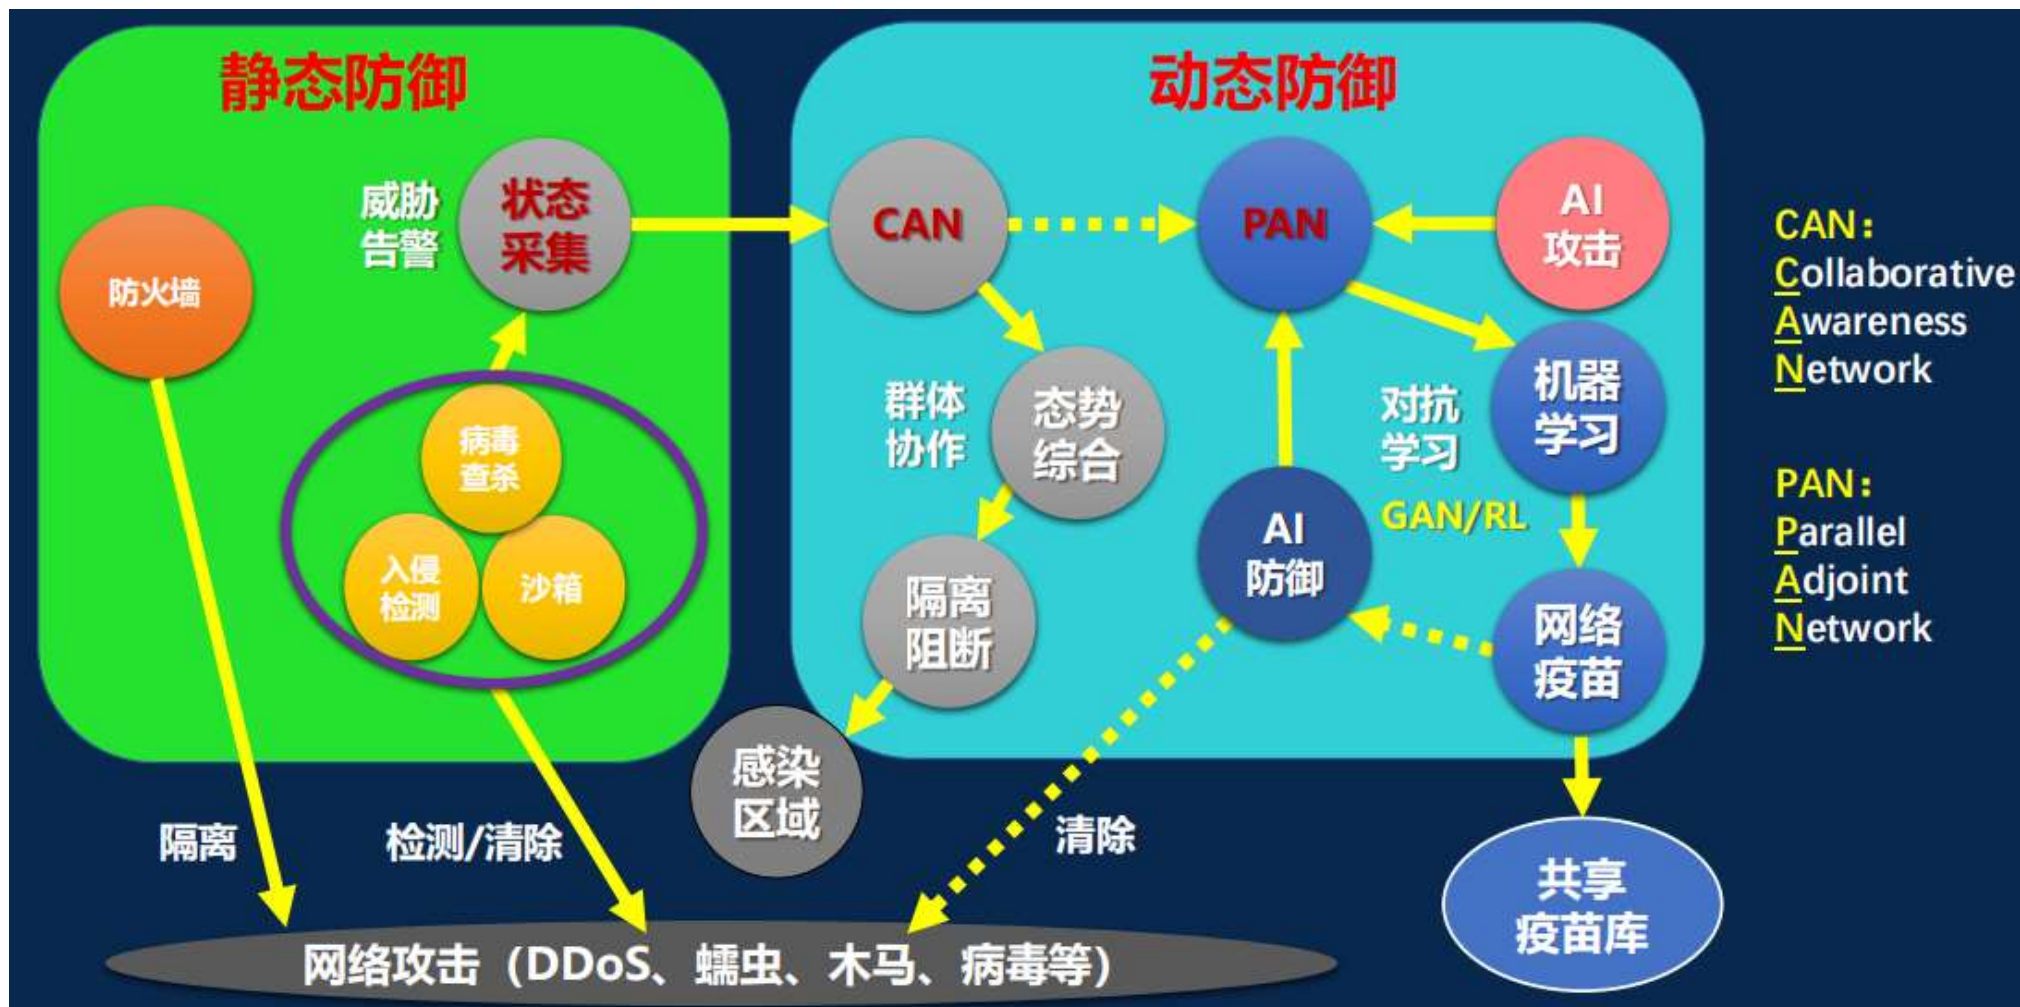 静态防御
威胁
告警
状态
采集
防火墙
病毒
查杀
入侵
检测
沙箱
隔离
检测/清除
动态防御
CAN
PAN
AI
攻击
群体
协作
态势
综合
隔离
阻断
感染
区域
对抗
学习
GAN/RL
机器
学习
AI
防御
网络
疫苗
清除
共享
疫苗库
网络攻击（DDoS、蠕虫、木马、病毒等）
CAN：
Collaborative
Awareness
Network
PAN：
Parallel
Adjoint
Network